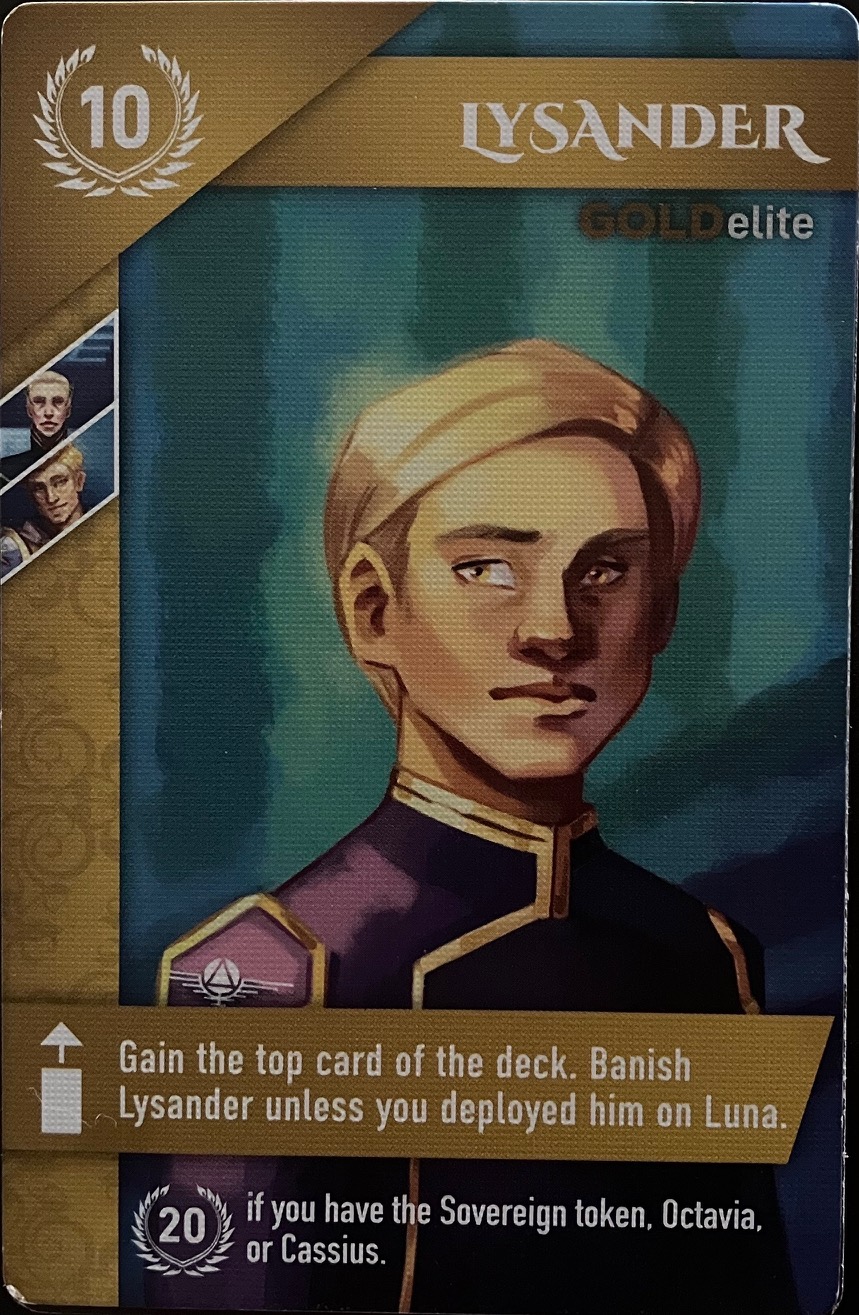 10
LYSANDER
GOLDelite
Gain the top card of the deck. Banish
Lysander unless you deployed him on Luna.
20 if you have the Sovereign token, Octavia,
or Cassius.